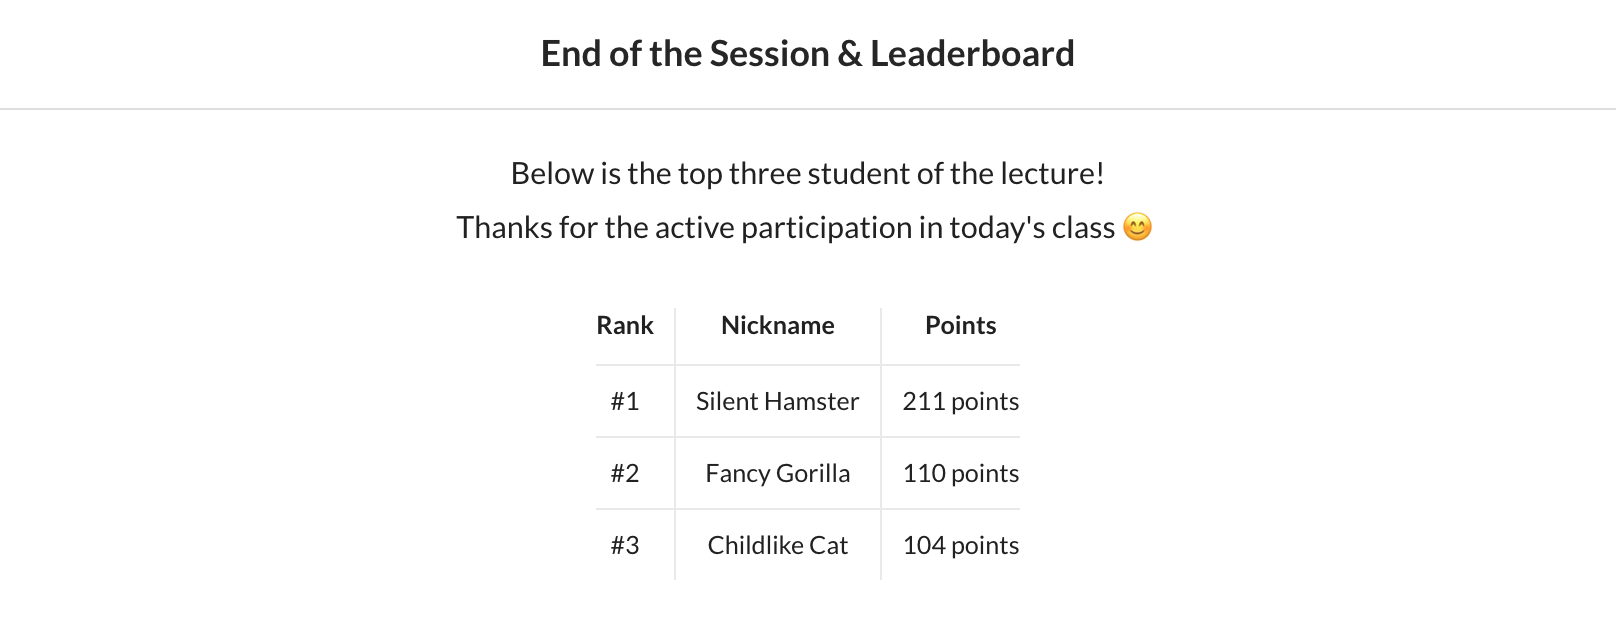 End of the Session & Leaderboard
Below is the top three student of the lecture!
Thanks for the active participation in today's class 😊
Rank Nickname Points
#1 Silent Hamster 211 points
#2 Fancy Gorilla 110 points
#3 Childlike Cat 104 points